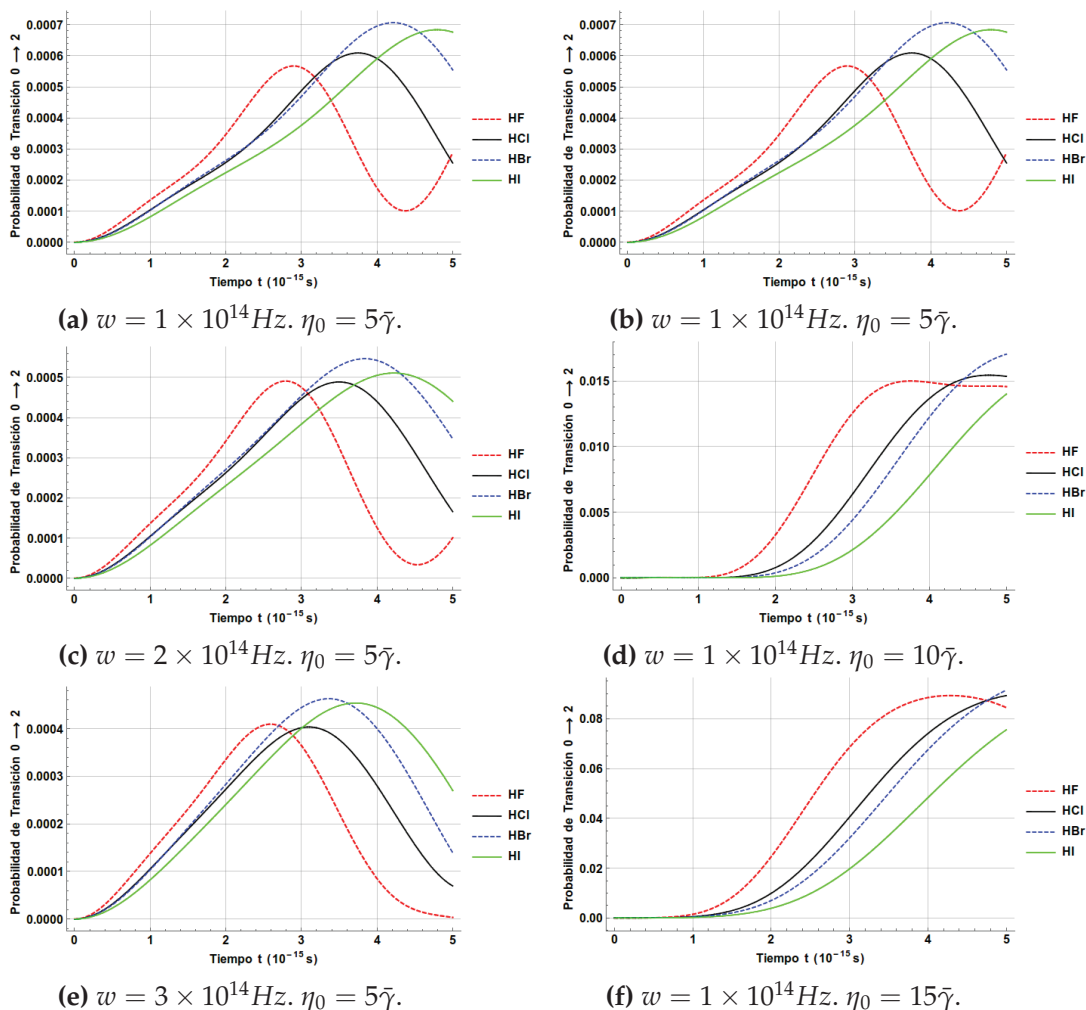 Probabilidad de Transición 0 ⟶ 2
0.0007
0.0006
0.0005
0.0004
0.0003
0.0002
0.0001
0.0000
0 1 2 3 4 5
Tiempo t (10⁻¹⁵ s)
HF
HCl
HBr
HI
(a) w = 1 × 10¹⁴Hz. η₀ = 5γ̄.
Probabilidad de Transición 0 ⟶ 2
0.0007
0.0006
0.0005
0.0004
0.0003
0.0002
0.0001
0.0000
0 1 2 3 4 5
Tiempo t (10⁻¹⁵ s)
HF
HCl
HBr
HI
(b) w = 1 × 10¹⁴Hz. η₀ = 5γ̄.
Probabilidad de Transición 0 ⟶ 2
0.0005
0.0004
0.0003
0.0002
0.0001
0.0000
0 1 2 3 4 5
Tiempo t (10⁻¹⁵ s)
HF
HCl
HBr
HI
(c) w = 2 × 10¹⁴Hz. η₀ = 5γ̄.
Probabilidad de Transición 0 ⟶ 2
0.015
0.010
0.005
0.000
0 1 2 3 4 5
Tiempo t (10⁻¹⁵ s)
HF
HCl
HBr
HI
(d) w = 1 × 10¹⁴Hz. η₀ = 10γ̄.
Probabilidad de Transición 0 ⟶ 2
0.0004
0.0003
0.0002
0.0001
0.0000
0 1 2 3 4 5
Tiempo t (10⁻¹⁵ s)
HF
HCl
HBr
HI
(e) w = 3 × 10¹⁴Hz. η₀ = 5γ̄.
Probabilidad de Transición 0 ⟶ 2
0.08
0.06
0.04
0.02
0.00
0 1 2 3 4 5
Tiempo t (10⁻¹⁵ s)
HF
HCl
HBr
HI
(f) w = 1 × 10¹⁴Hz. η₀ = 15γ̄.